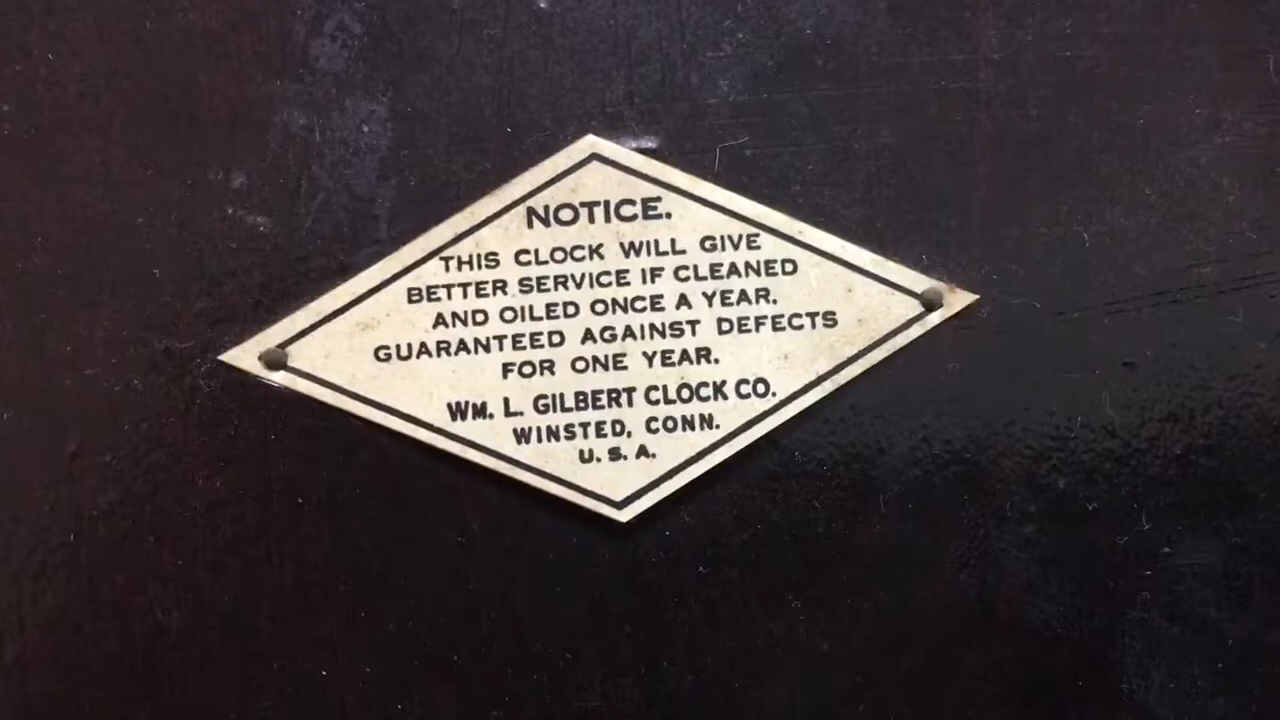 NOTICE.
THIS CLOCK WILL GIVE
BETTER SERVICE IF CLEANED
AND OILED ONCE A YEAR.
GUARANTEED AGAINST DEFECTS
FOR ONE YEAR.
WM. L. GILBERT CLOCK CO.
WINSTED, CONN.
U. S. A.